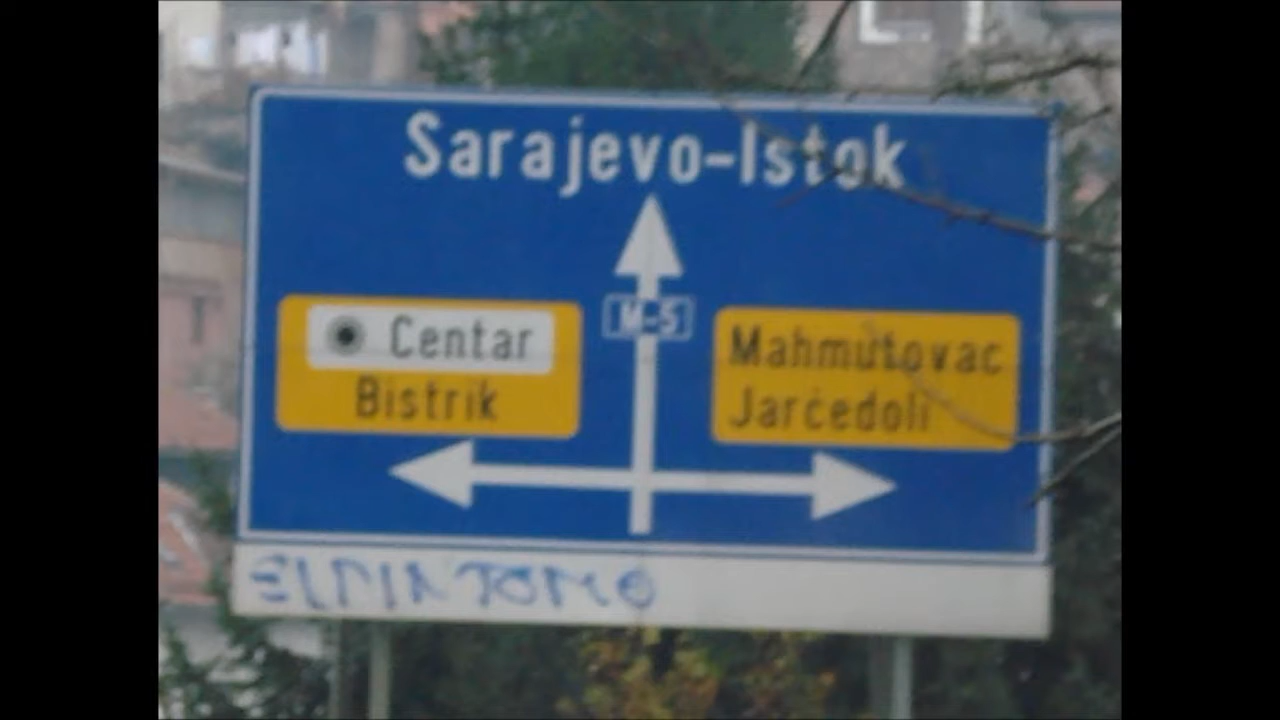 Sarajevo-Istok
M-5
Centar
Bistrik
Mahmutovac
Jarčedoli